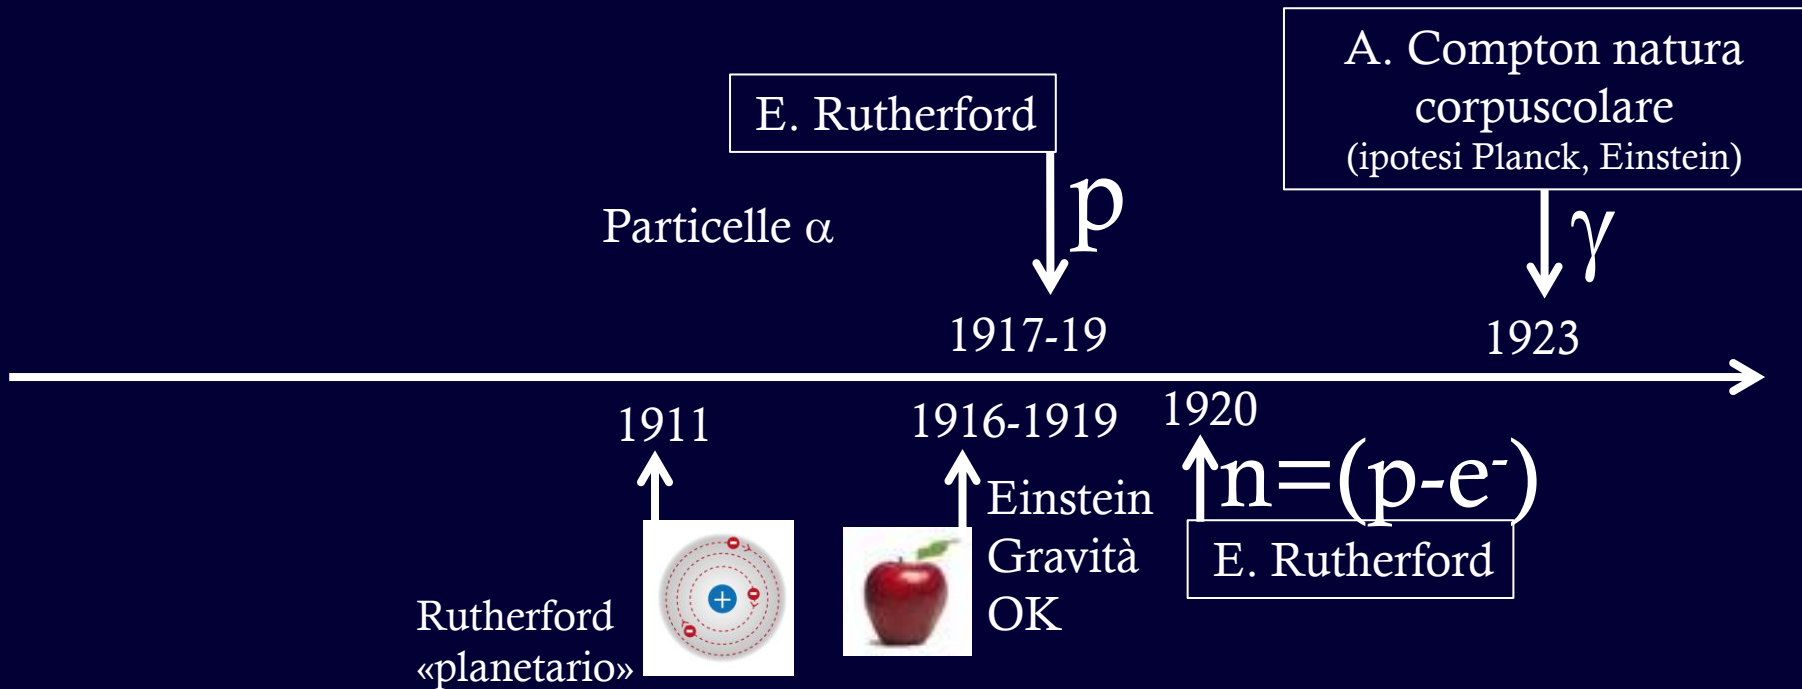 A. Compton natura
corpuscolare
(ipotesi Planck, Einstein)
E. Rutherford
p
γ
Particelle α
1917-19
1923
1911
1916-1919
1920
n=(p-e⁻)
Einstein
Gravità
OK
E. Rutherford
Rutherford
«planetario»
+